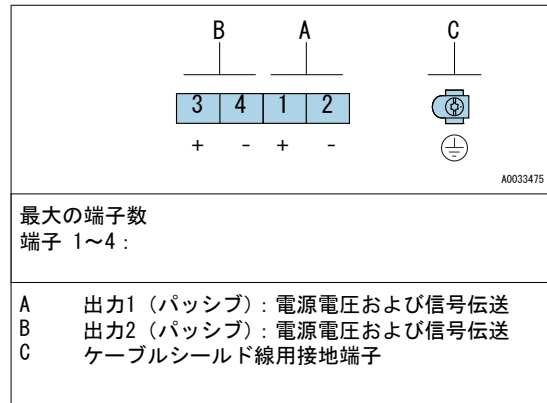 B A C
3 4 1 2
+ - + -
A0033475
最大の端子数
端子 1～4：
A 出力1（パッシブ）：電源電圧および信号伝送
B 出力2（パッシブ）：電源電圧および信号伝送
C ケーブルシールド線用接地端子